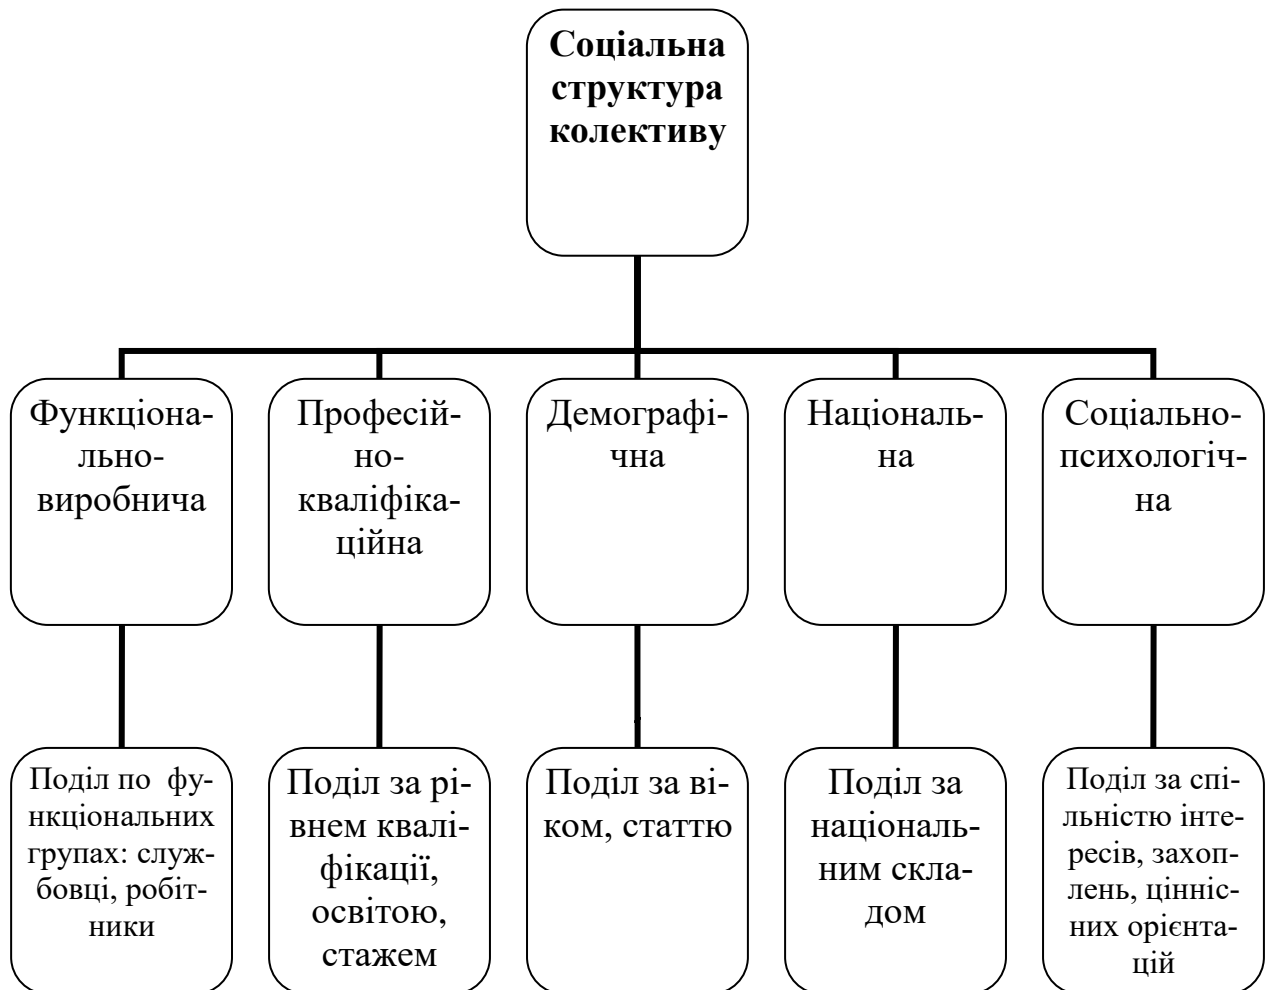 Соціальна
структура
колективу
Функціона-
льно-
виробнича
Професій-
но-
кваліфіка-
ційна
Демографі-
чна
Національ-
на
Соціально-
психологіч-
на
Поділ по фу-
нкціональних
групах: служ-
бовці, робіт-
ники
Поділ за рі-
внем квалі-
фікації,
освітою,
стажем
Поділ за ві-
ком, статтю
Поділ за
національ-
ним скла-
дом
Поділ за спі-
льністю інте-
ресів, захоп-
лень, цінніс-
них орієнта-
цій